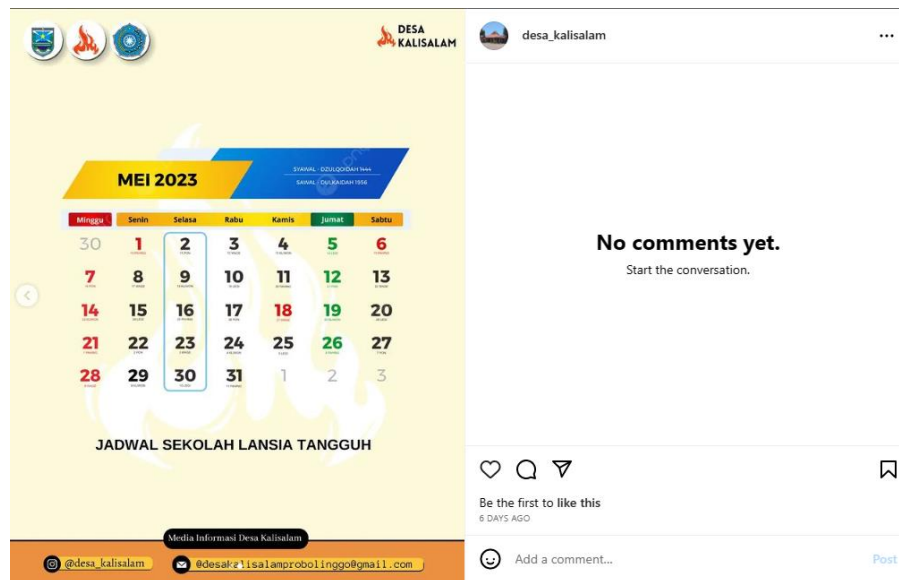 DESA
KALISALAM
MEI 2023
SYAWAL - DZULQOIDAH 1444
SAWAL - DULKAIDAH 1956
Minggu Senin Selasa Rabu Kamis Jumat Sabtu
30 1 2 3 4 5 6
7 8 9 10 11 12 13
14 15 16 17 18 19 20
21 22 23 24 25 26 27
28 29 30 31 1 2 3
JADWAL SEKOLAH LANSIA TANGGUH
Media Informasi Desa Kalisalam
@desa_kalisalam
@desakalisalamprobolinggo@gmail.com
desa_kalisalam
No comments yet.
Start the conversation.
Be the first to like this
6 DAYS AGO
Add a comment...
Post